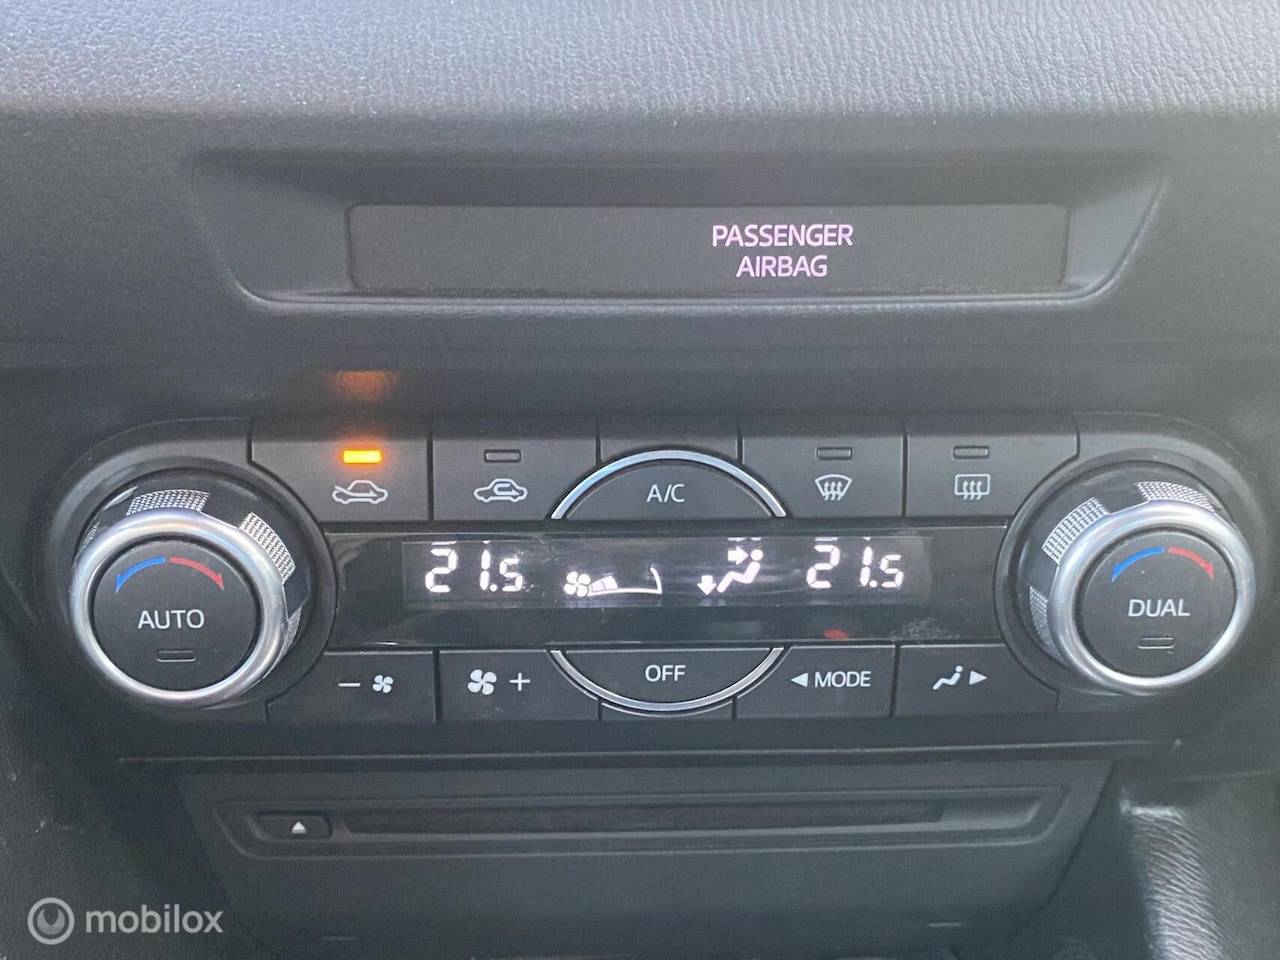 PASSENGER
AIRBAG
A/C
21.5 21.5
AUTO
DUAL
− + OFF ◄ MODE ►
mobilox